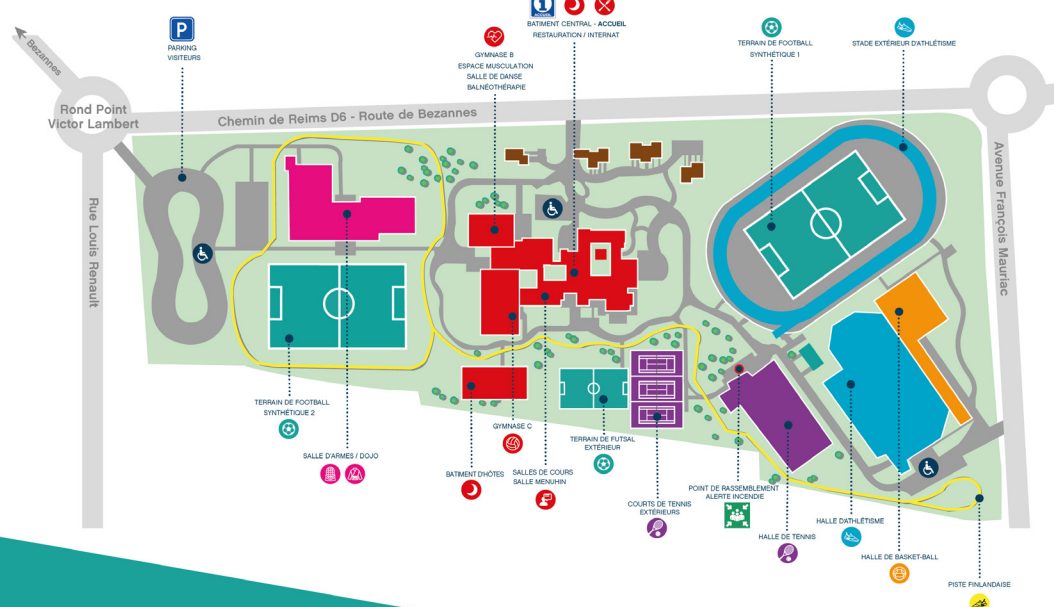 ACCUEIL
BATIMENT CENTRAL - ACCUEIL
RESTAURATION / INTERNAT
P
PARKING
VISITEURS
GYMNASE B
ESPACE MUSCULATION
SALLE DE DANSE
BALNÉOTHÉRAPIE
TERRAIN DE FOOTBALL
SYNTHÉTIQUE 1
STADE EXTÉRIEUR D'ATHLÉTISME
Bezannes
Rond Point
Victor Lambert
Chemin de Reims D6 - Route de Bezannes
Rue Louis Renault
Avenue François Mauriac
TERRAIN DE FOOTBALL
SYNTHÉTIQUE 2
SALLE D'ARMES / DOJO
GYMNASE C
BATIMENT D'HÔTES
SALLES DE COURS
SALLE MENUHIN
TERRAIN DE FUTSAL
EXTÉRIEUR
COURTS DE TENNIS
EXTÉRIEURS
POINT DE RASSEMBLEMENT
ALERTE INCENDIE
HALLE DE TENNIS
HALLE D'ATHLÉTISME
HALLE DE BASKET-BALL
PISTE FINLANDAISE